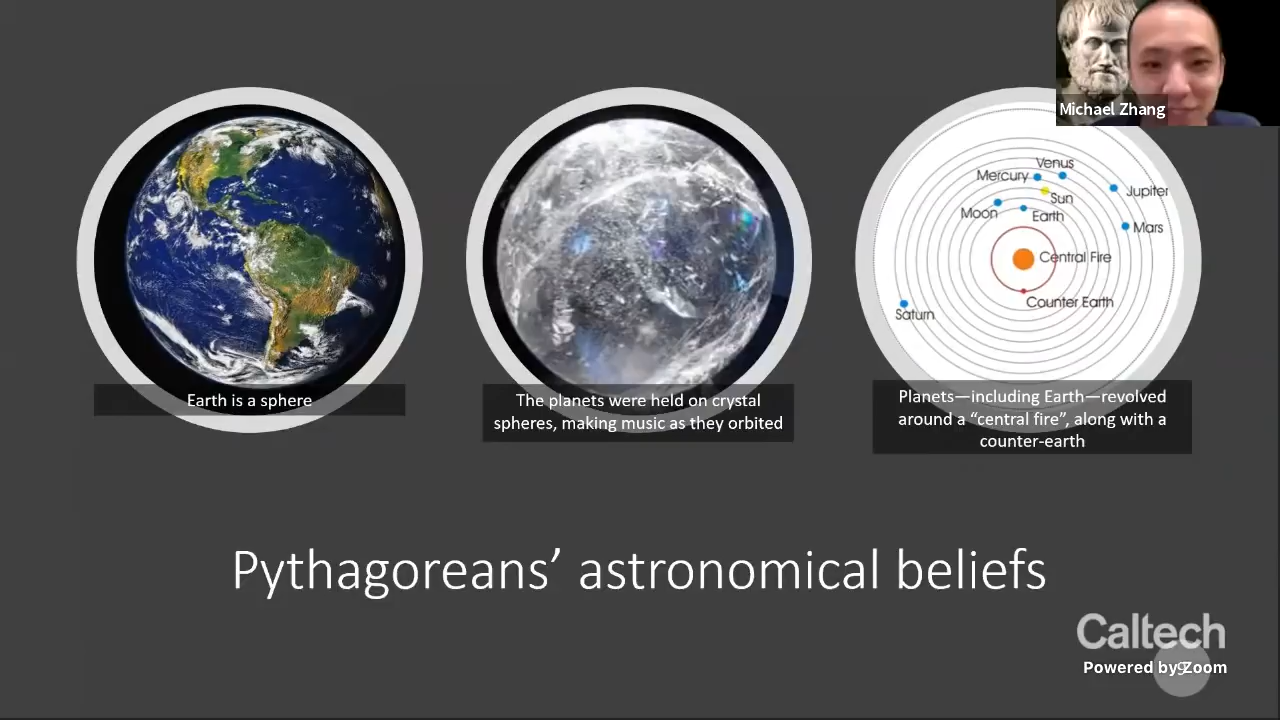 Michael Zhang
Venus
Mercury
Jupiter
Sun
Moon
Earth
Mars
Central Fire
Counter Earth
Saturn
Earth is a sphere
The planets were held on crystal
spheres, making music as they orbited
Planets—including Earth—revolved
around a “central fire”, along with a
counter-earth
Pythagoreans’ astronomical beliefs
Caltech
Powered by Zoom